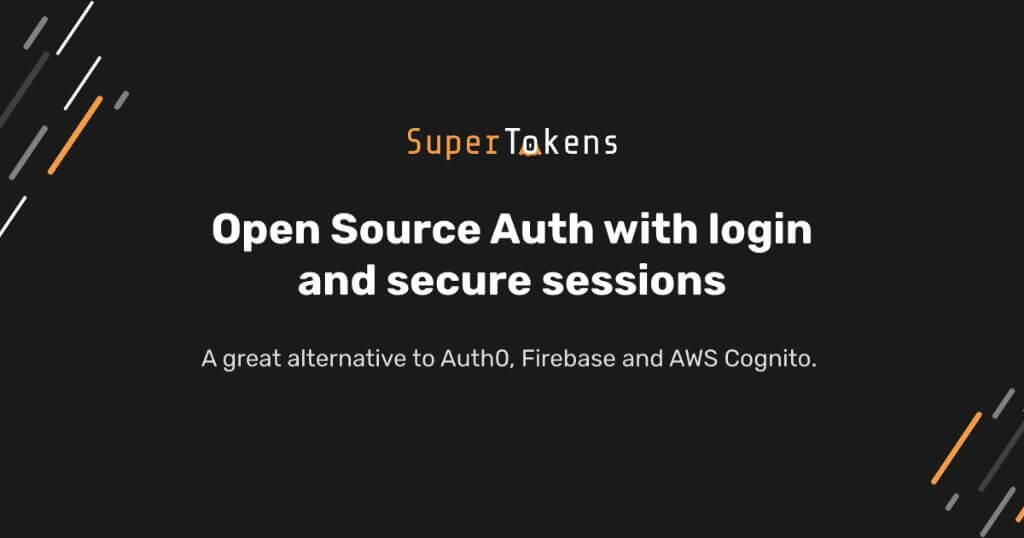 SuperTokens
Open Source Auth with login
and secure sessions
A great alternative to Auth0, Firebase and AWS Cognito.